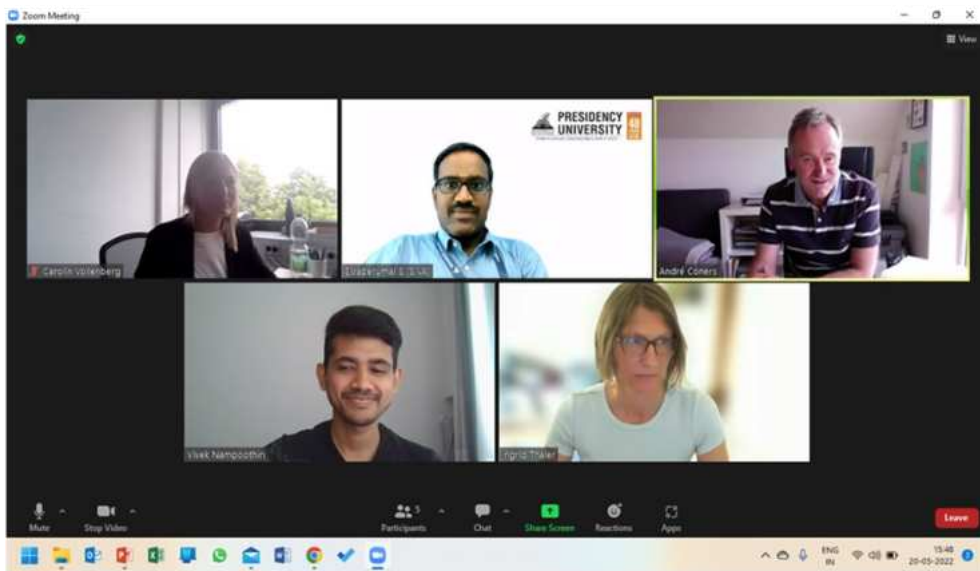 Zoom Meeting
View
PRESIDENCY
UNIVERSITY
Carolin Vollenberg
André Coners
Vivek Nampoothiri
Ingrid Thaler
Mute
Stop Video
Participants
5
Chat
Share Screen
Reactions
Apps
Leave
ENG
IN
15:46
20-05-2022